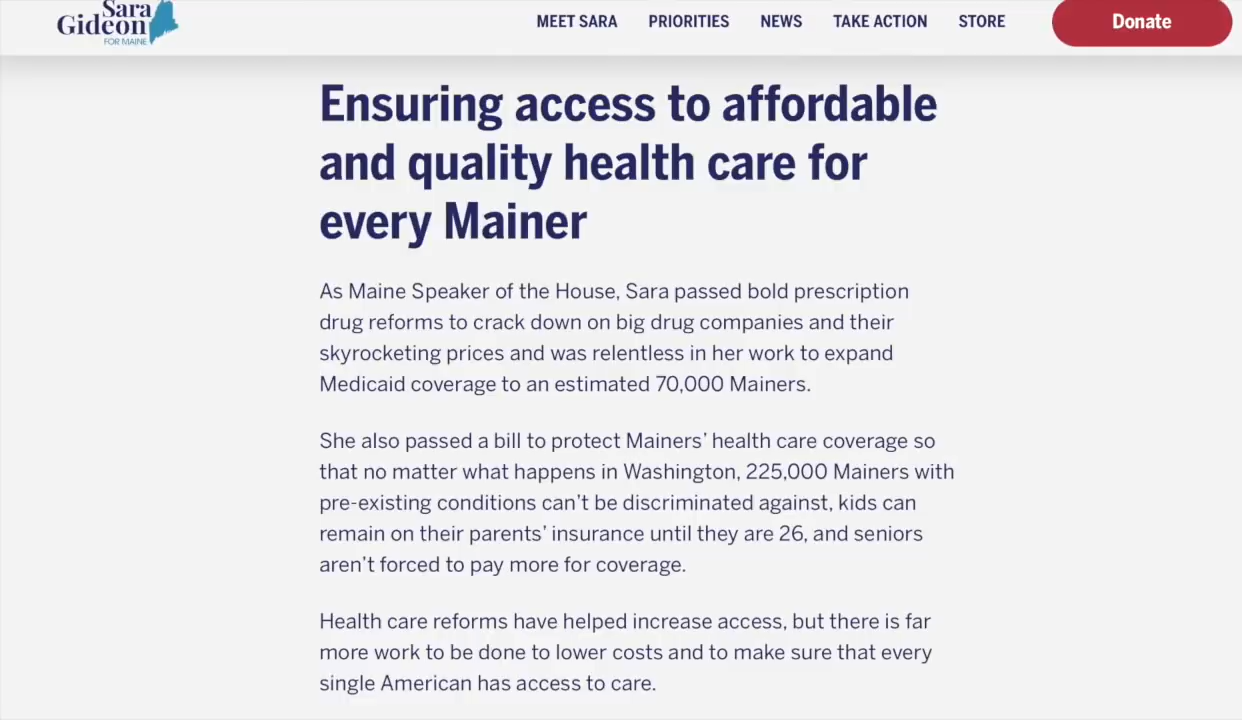 Sara
Gideon
FOR MAINE
MEET SARA PRIORITIES NEWS TAKE ACTION STORE Donate
Ensuring access to affordable
and quality health care for
every Mainer
As Maine Speaker of the House, Sara passed bold prescription
drug reforms to crack down on big drug companies and their
skyrocketing prices and was relentless in her work to expand
Medicaid coverage to an estimated 70,000 Mainers.
She also passed a bill to protect Mainers’ health care coverage so
that no matter what happens in Washington, 225,000 Mainers with
pre-existing conditions can’t be discriminated against, kids can
remain on their parents’ insurance until they are 26, and seniors
aren’t forced to pay more for coverage.
Health care reforms have helped increase access, but there is far
more work to be done to lower costs and to make sure that every
single American has access to care.